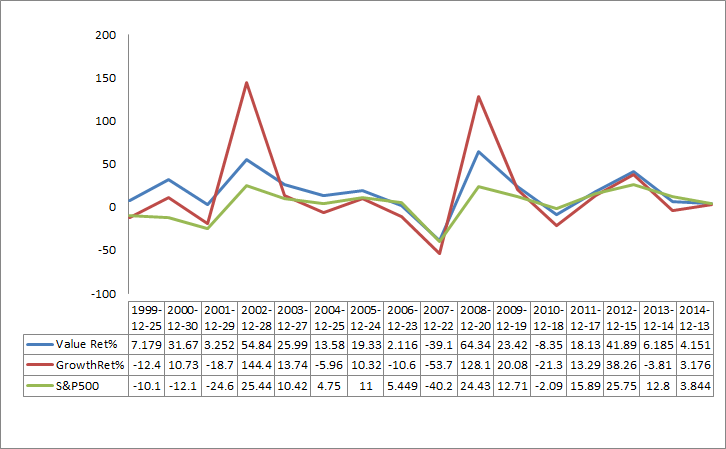 200
150
100
50
0
-50
-100
1999- 2000- 2001- 2002- 2003- 2004- 2005- 2006- 2007- 2008- 2009- 2010- 2011- 2012- 2013- 2014-
12-25 12-30 12-29 12-28 12-27 12-25 12-24 12-23 12-22 12-20 12-19 12-18 12-17 12-15 12-14 12-13
Value Ret% 7.179 31.67 3.252 54.84 25.99 13.58 19.33 2.116 -39.1 64.34 23.42 -8.35 18.13 41.89 6.185 4.151
GrowthRet% -12.4 10.73 -18.7 144.4 13.74 -5.96 10.32 -10.6 -53.7 128.1 20.08 -21.3 13.29 38.26 -3.81 3.176
S&P500 -10.1 -12.1 -24.6 25.44 10.42 4.75 11 5.449 -40.2 24.43 12.71 -2.09 15.89 25.75 12.8 3.844